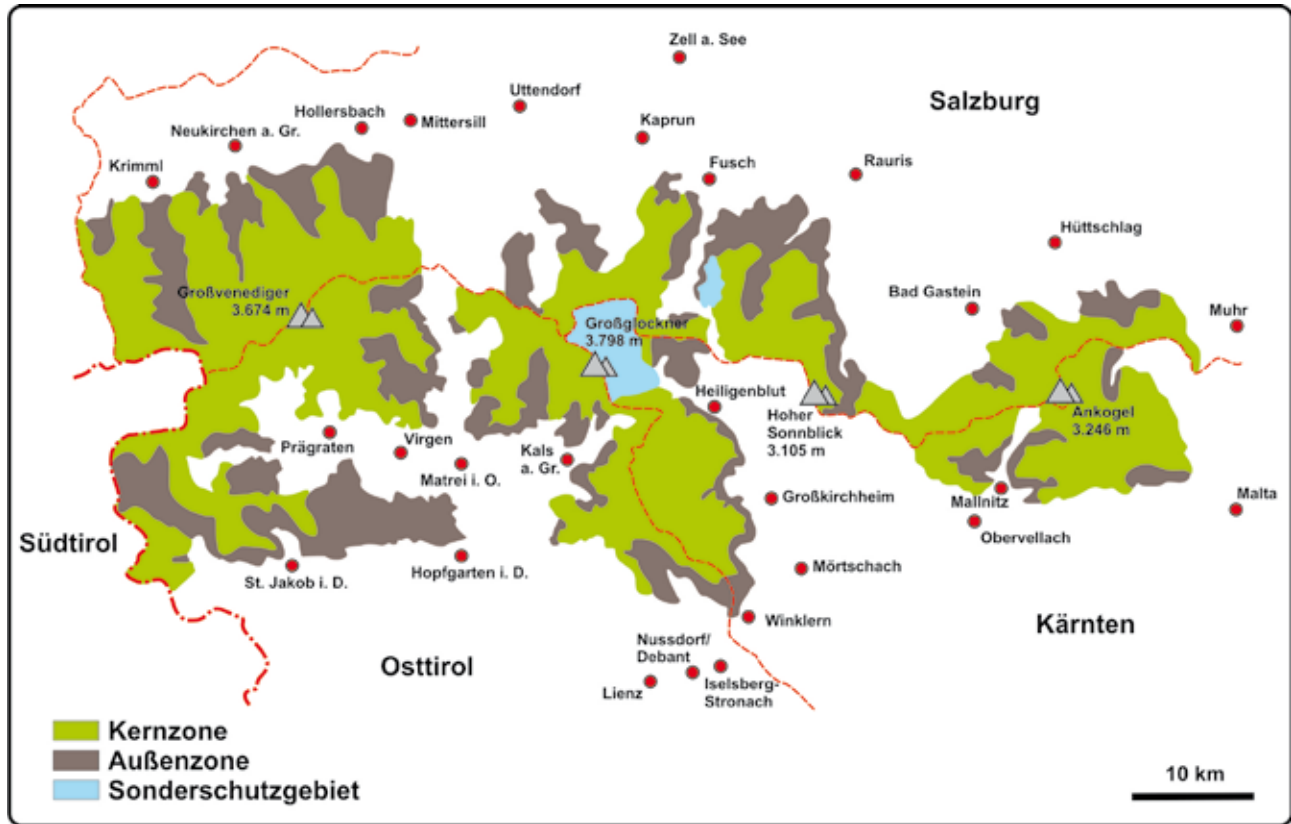 Zell a. See
Uttendorf
Salzburg
Hollersbach
Mittersill
Kaprun
Neukirchen a. Gr.
Krimml
Fusch
Rauris
Hüttschlag
Großvenediger
3.674 m
Bad Gastein
Muhr
Großglockner
3.798 m
Heiligenblut
Hoher
Sonnblick
3.105 m
Ankogel
3.246 m
Prägraten
Virgen
Matrei i. O.
Kals
a. Gr.
Großkirchheim
Mallnitz
Malta
Obervellach
Südtirol
St. Jakob i. D.
Hopfgarten i. D.
Mörtschach
Winklern
Kärnten
Osttirol
Nussdorf/
Debant
Lienz
Iselsberg-
Stronach
Kernzone
Außenzone
Sonderschutzgebiet
10 km